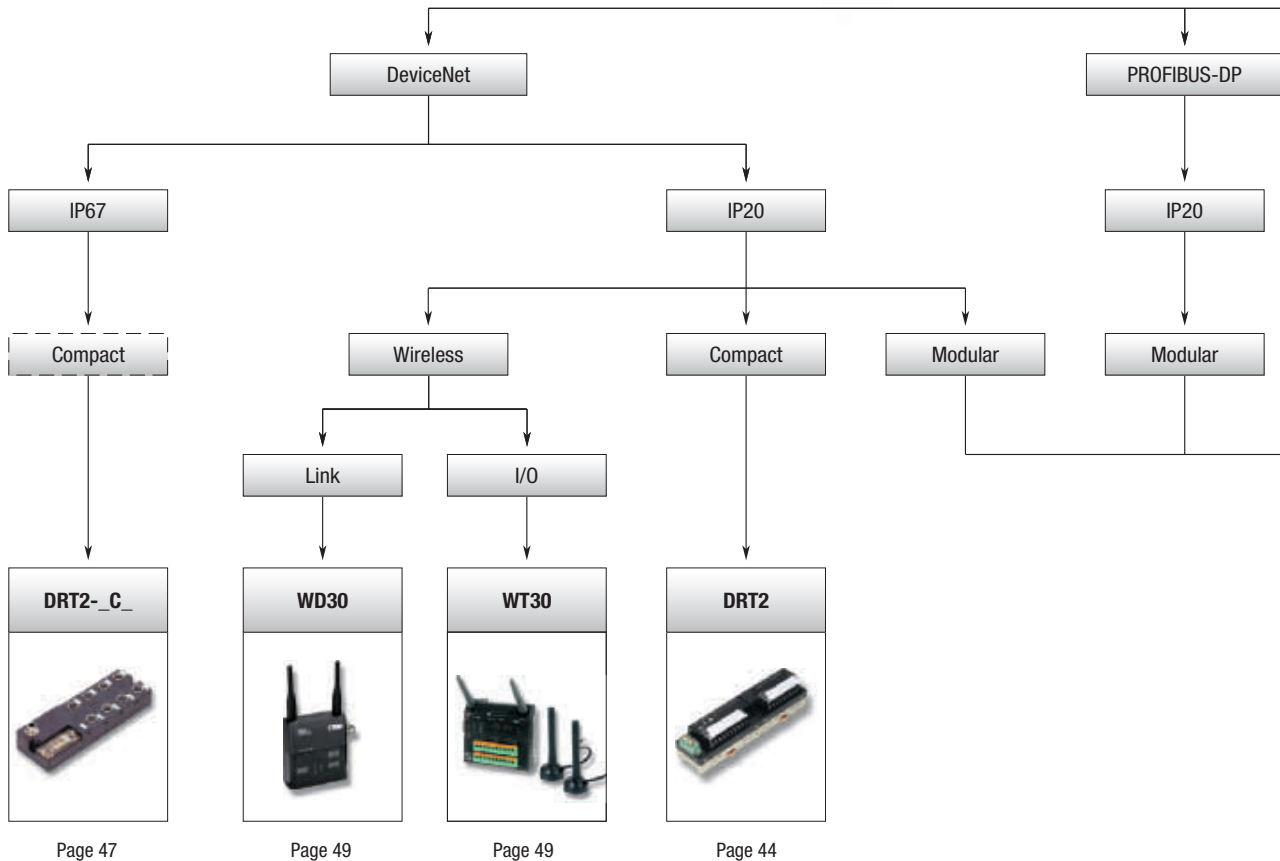 DeviceNet
PROFIBUS-DP
IP67
IP20
IP20
Compact
Wireless
Compact
Modular
Modular
Link
I/O
DRT2-_C_
WD30
WT30
DRT2
Page 47
Page 49
Page 49
Page 44